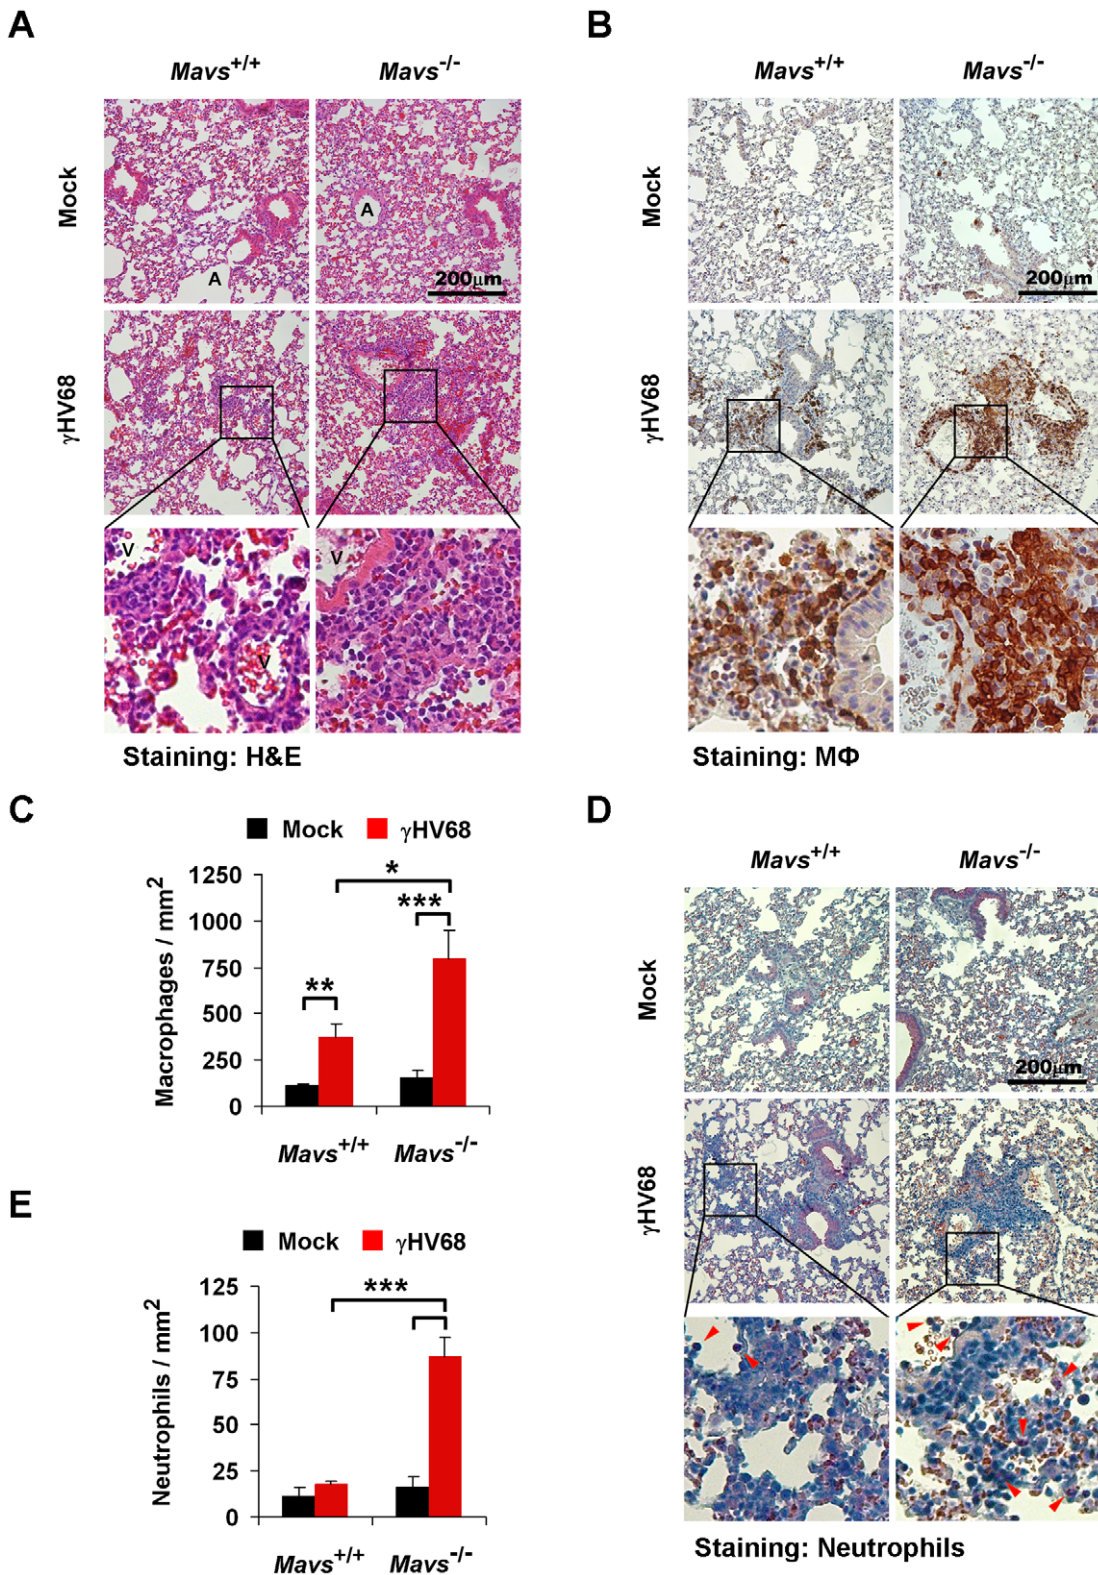 A
Mavs+/+ Mavs-/-
Mock
A
A
200μm
γHV68
V
V
V
Staining: H&E
B
Mavs+/+ Mavs-/-
Mock
200μm
γHV68
Staining: MΦ
C
Mock γHV68
Macrophages / mm2
1250
1000
750
500
250
0
*
***
**
Mavs+/+ Mavs-/-
D
Mavs+/+ Mavs-/-
Mock
200μm
γHV68
Staining: Neutrophils
E
Mock γHV68
Neutrophils / mm2
125
100
75
50
25
0
***
Mavs+/+ Mavs-/-